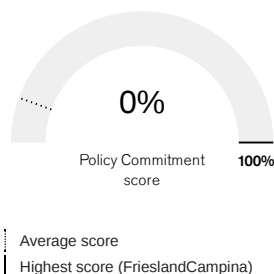 0%
Policy Commitment
score
100%
Average score
Highest score (FrieslandCampina)